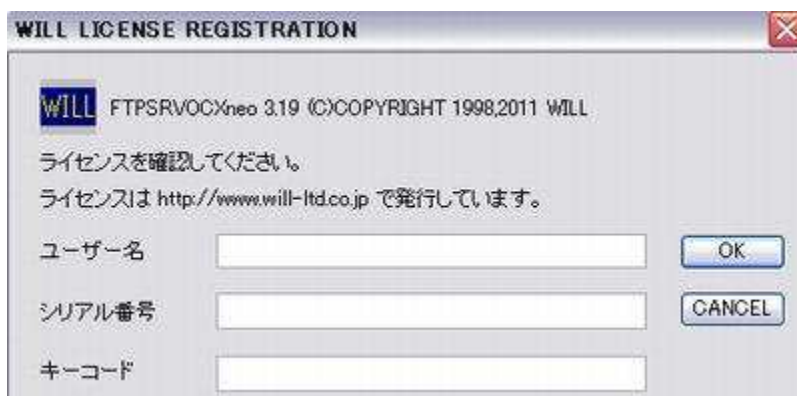 WILL LICENSE REGISTRATION
WILL FTPSRVOCXneo 3.19 (C)COPYRIGHT 1998,2011 WILL
ライセンスを確認してください。
ライセンスは http://www.will-ltd.co.jp で発行しています。
ユーザー名 OK
シリアル番号 CANCEL
キーコード